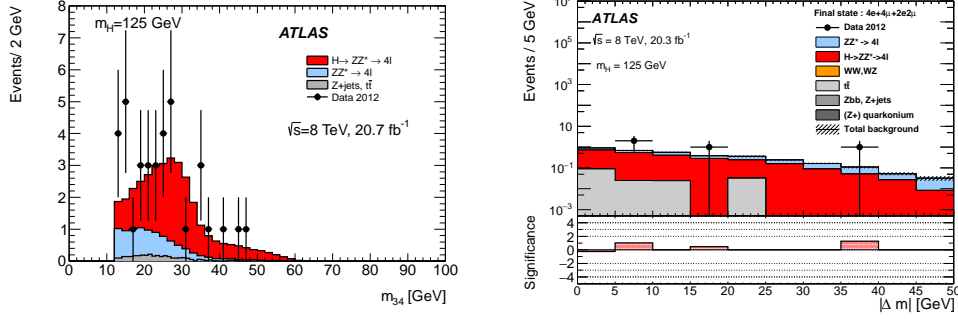 m_H=125 GeV
ATLAS
H→ ZZ* → 4l
ZZ* → 4l
Z+jets, tt̄
Data 2012
√s=8 TeV, 20.7 fb⁻¹
Events/ 2 GeV
8
7
6
5
4
3
2
1
0
0 10 20 30 40 50 60 70 80 90 100
m₃₄ [GeV]
ATLAS
√s = 8 TeV, 20.3 fb⁻¹
m_H = 125 GeV
Final state : 4e+4μ+2e2μ
Data 2012
ZZ* -> 4l
H->ZZ*->4l
WW,WZ
tt̄
Zbb, Z+jets
(Z+) quarkonium
Total background
Events / 5 GeV
10⁷
10⁵
10³
10
10⁻¹
10⁻³
Significance
4
2
0
−2
−4
0 5 10 15 20 25 30 35 40 45 50
|Δ m| [GeV]